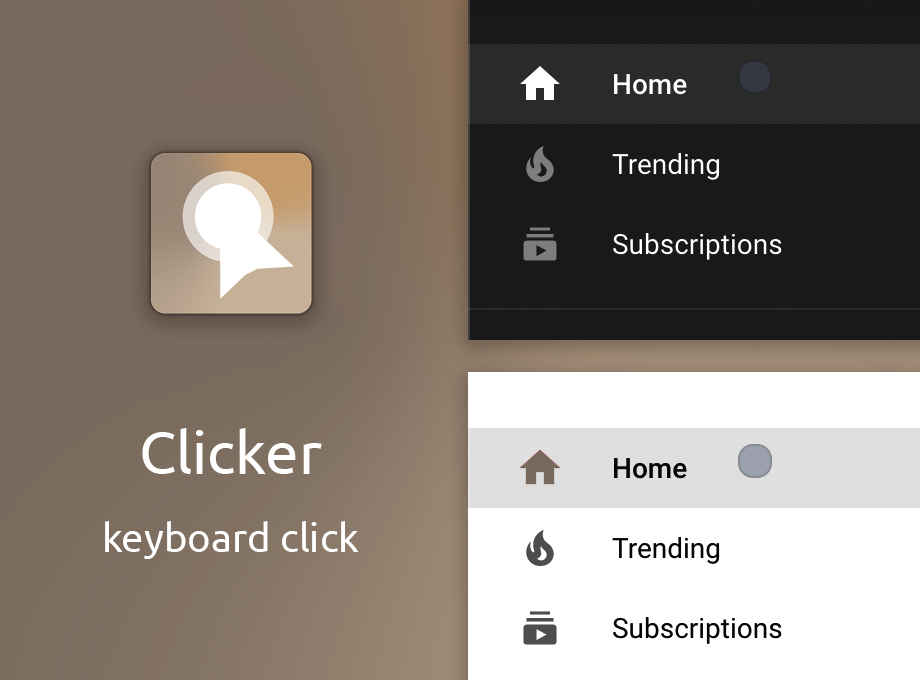 Clicker
keyboard click
Home
Trending
Subscriptions
Home
Trending
Subscriptions